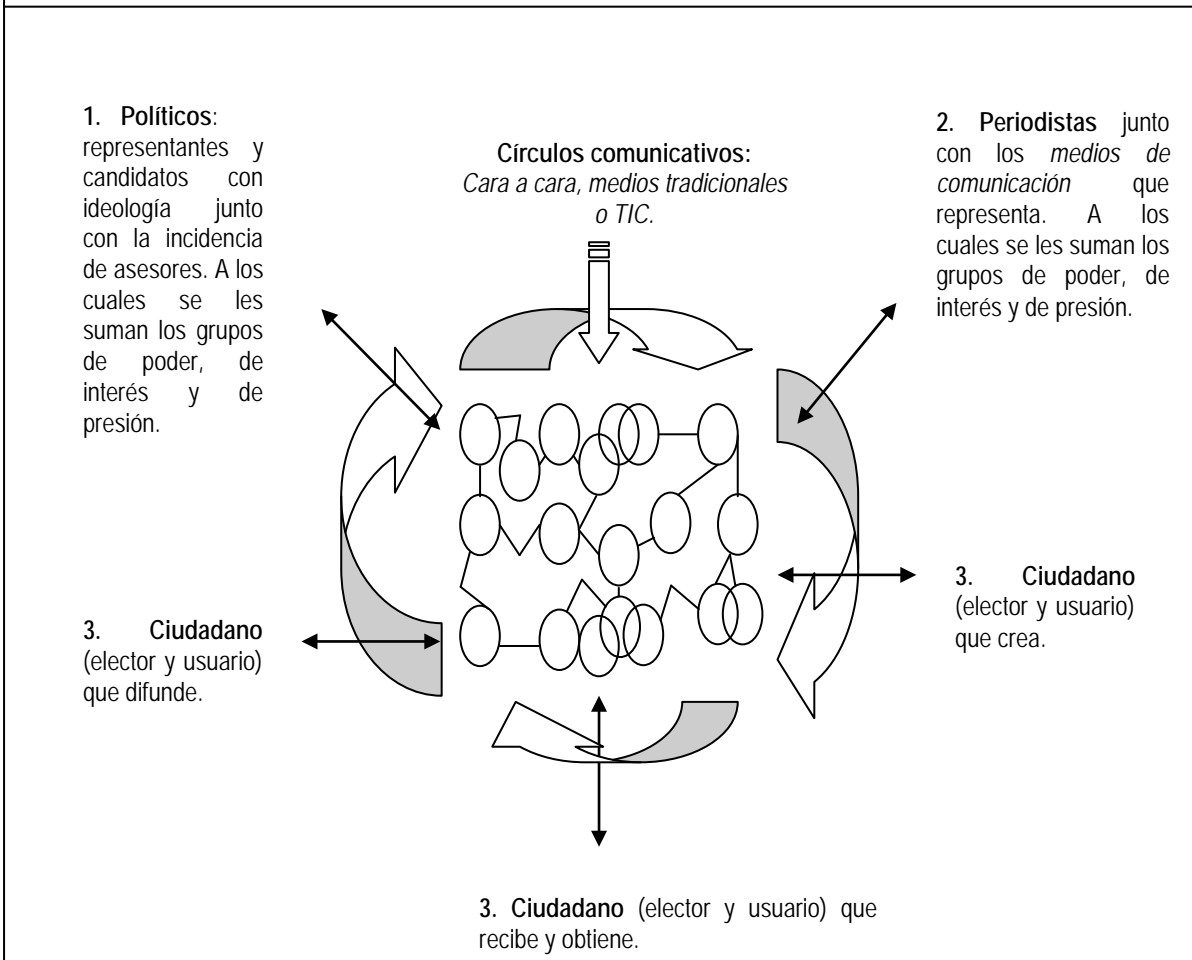 1. Políticos:
representantes y
candidatos con
ideología junto
con la incidencia
de asesores. A los
cuales se les
suman los grupos
de poder, de
interés y de
presión.
Círculos comunicativos:
Cara a cara, medios tradicionales
o TIC.
2. Periodistas junto
con los medios de
comunicación que
representa. A los
cuales se les suman los
grupos de poder, de
interés y de presión.
3. Ciudadano
(elector y usuario)
que difunde.
3. Ciudadano
(elector y usuario)
que crea.
3. Ciudadano (elector y usuario) que
recibe y obtiene.